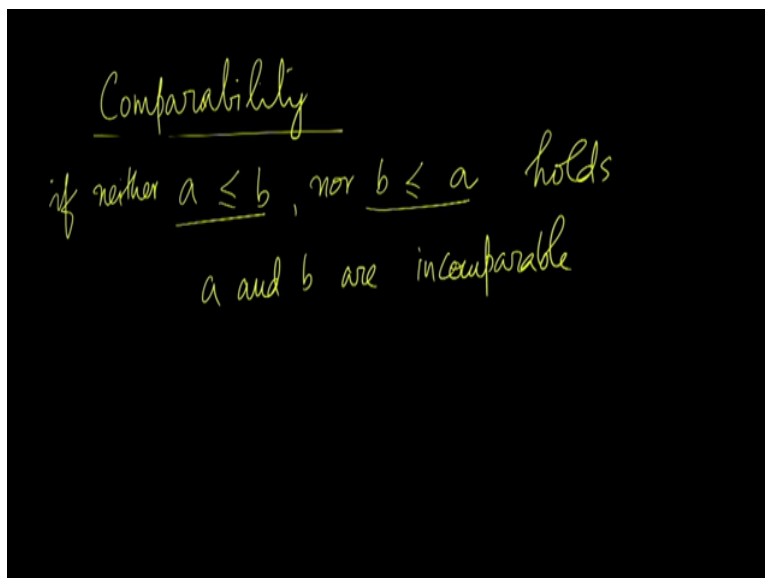 Comparability
if neither a ≤ b, nor b ≤ a holds
a and b are incomparable